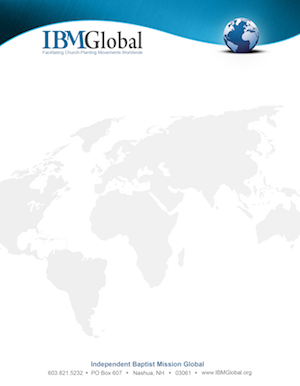 IBMGlobal
Facilitating Church-Planting Movements Worldwide
Independent Baptist Mission Global
603.821.5232 • PO Box 607 • Nashua, NH • 03061 • www.IBMGlobal.org